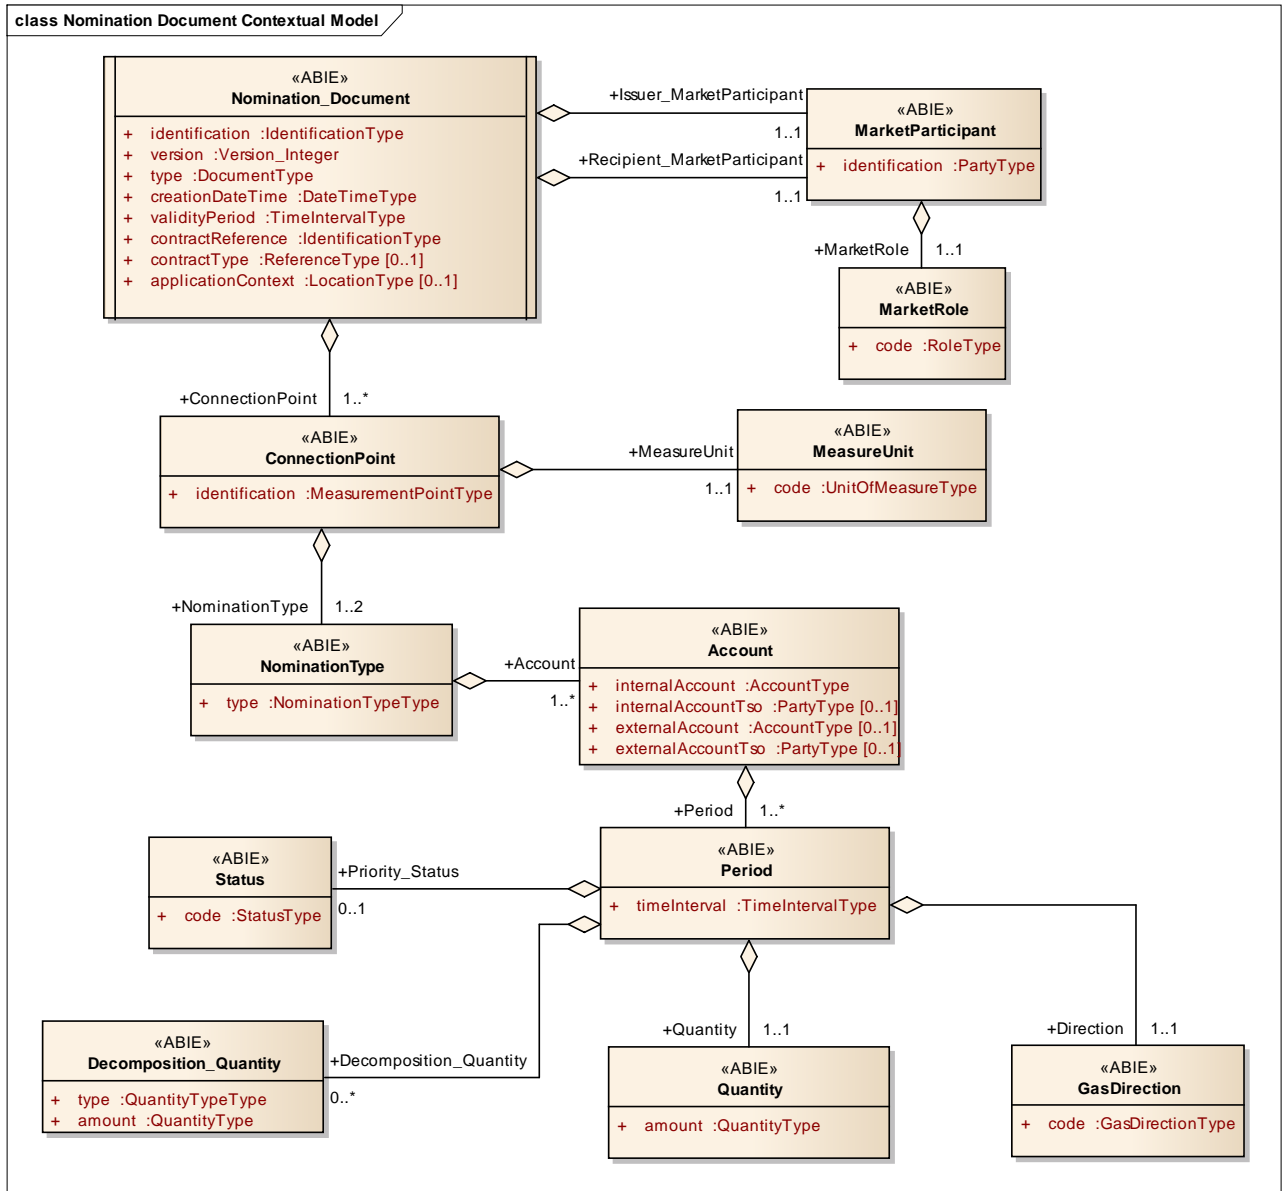 class Nomination Document Contextual Model
«ABIE»
Nomination_Document
+ identification :IdentificationType
+ version :Version_Integer
+ type :DocumentType
+ creationDateTime :DateTimeType
+ validityPeriod :TimeIntervalType
+ contractReference :IdentificationType
+ contractType :ReferenceType [0..1]
+ applicationContext :LocationType [0..1]
+Issuer_MarketParticipant
1..1
+Recipient_MarketParticipant
1..1
«ABIE»
MarketParticipant
+ identification :PartyType
+MarketRole 1..1
«ABIE»
MarketRole
+ code :RoleType
+ConnectionPoint 1..*
«ABIE»
ConnectionPoint
+ identification :MeasurementPointType
+MeasureUnit
1..1
«ABIE»
MeasureUnit
+ code :UnitOfMeasureType
+NominationType 1..2
«ABIE»
NominationType
+ type :NominationTypeType
+Account
1..*
«ABIE»
Account
+ internalAccount :AccountType
+ internalAccountTso :PartyType [0..1]
+ externalAccount :AccountType [0..1]
+ externalAccountTso :PartyType [0..1]
+Period 1..*
«ABIE»
Period
+ timeInterval :TimeIntervalType
+Priority_Status
0..1
«ABIE»
Status
+ code :StatusType
+Decomposition_Quantity
0..*
«ABIE»
Decomposition_Quantity
+ type :QuantityTypeType
+ amount :QuantityType
+Quantity 1..1
«ABIE»
Quantity
+ amount :QuantityType
+Direction 1..1
«ABIE»
GasDirection
+ code :GasDirectionType